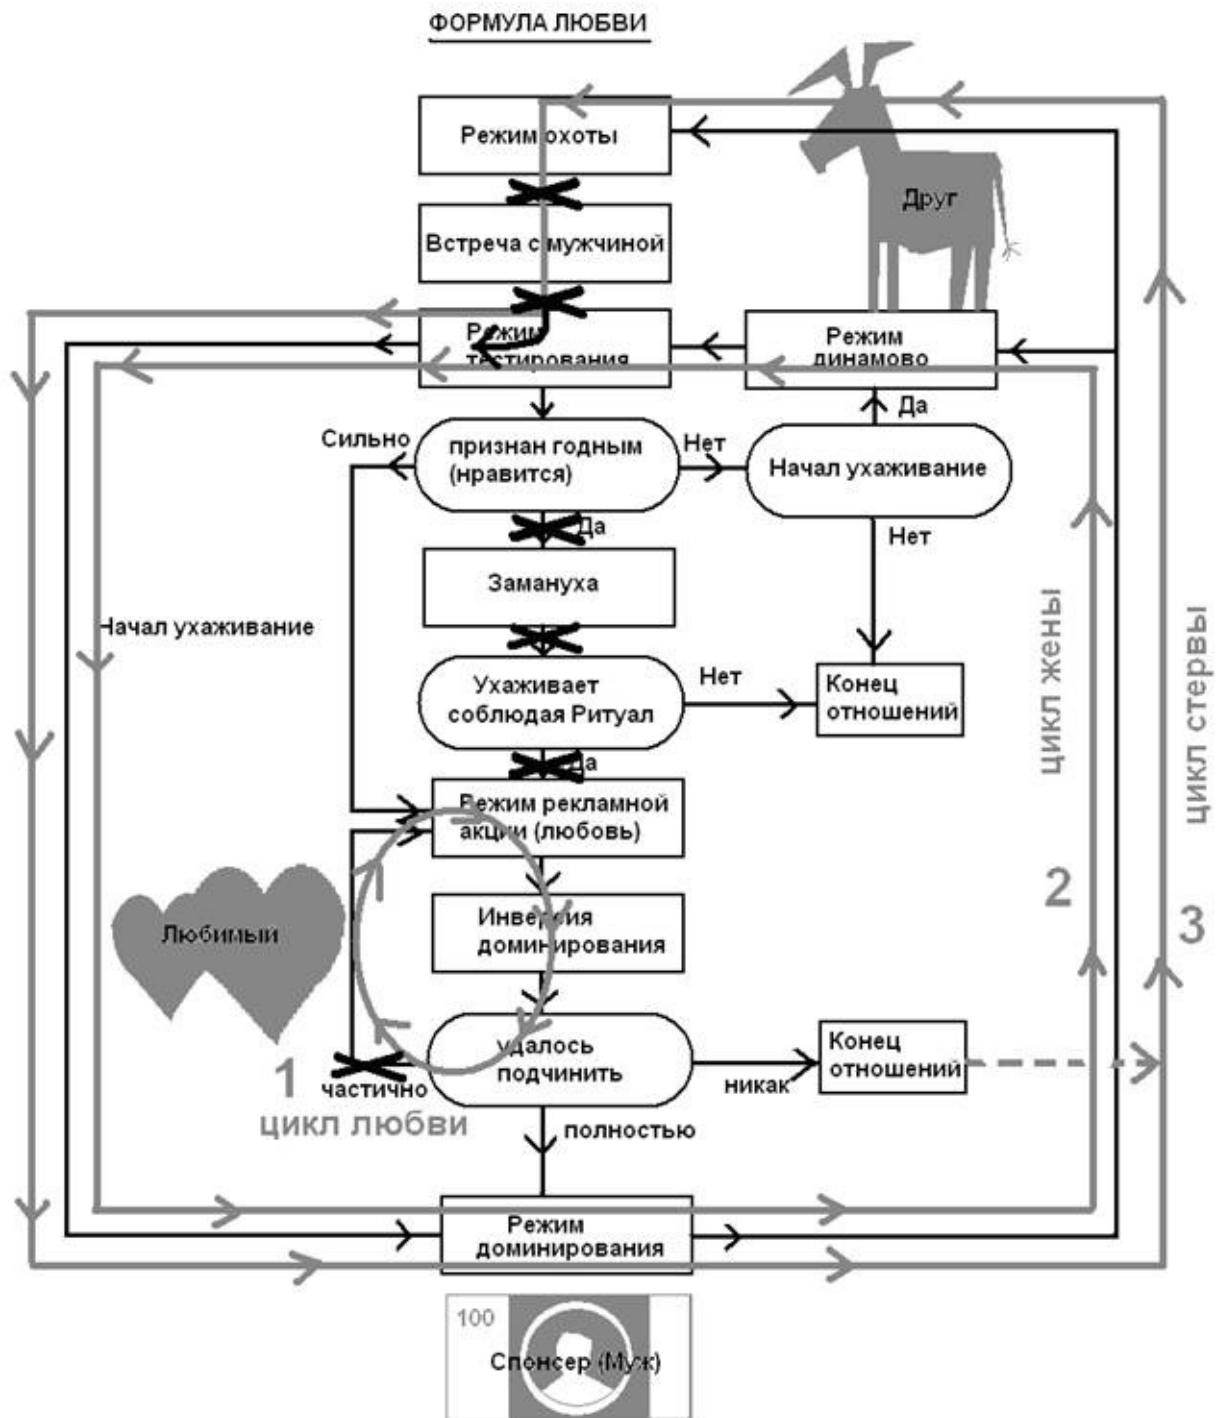 ФОРМУЛА ЛЮБВИ
Режим охоты
Друг
Встреча с мужчиной
Режим
тестирования
Режим
динамово
Да
Сильно
признан годным
(нравится)
Нет
Начал ухаживание
Да
Нет
Замануха
Начал ухаживание
Ухаживает
соблюдая Ритуал
Нет
Конец
отношений
цикл жены
цикл стервы
Да
Режим рекламной
акции (любовь)
2
3
Любимый
Инверсия
доминирования
удалось
подчинить
Конец
отношений
1
частично
никак
цикл любви
полностью
Режим
доминирования
100
Спонсер (Муж)